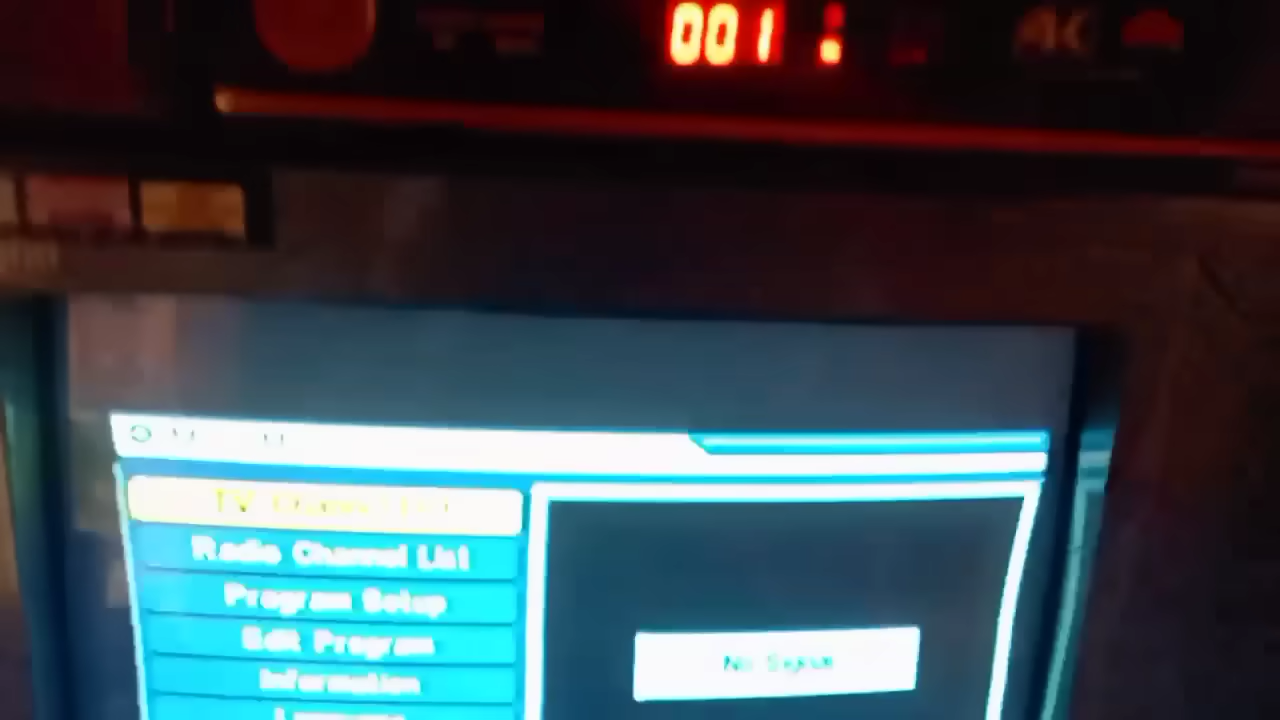 001
4K
TV Channel List
Radio Channel List
Program Setup
Edit Program
Information
No Signal